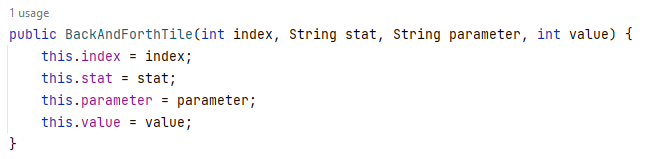 1 usage
public BackAndForthTile(int index, String stat, String parameter, int value) {
    this.index = index;
    this.stat = stat;
    this.parameter = parameter;
    this.value = value;
}